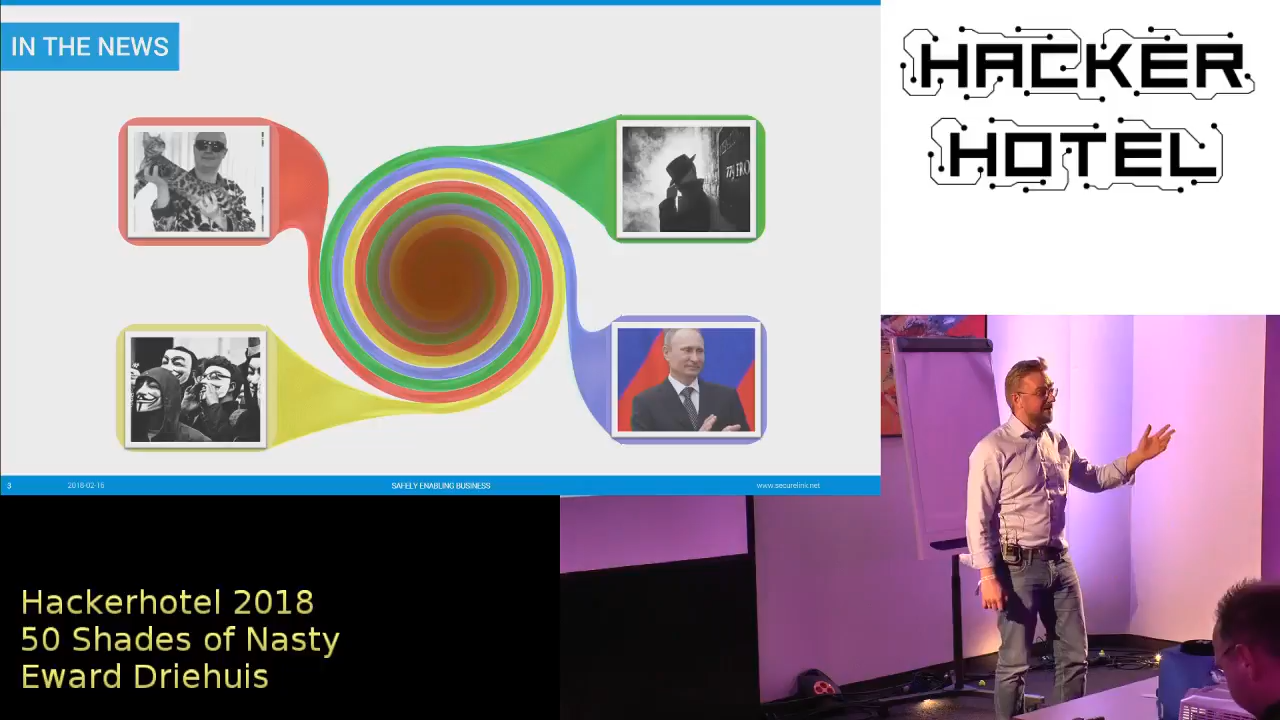 IN THE NEWS
3
2018-02-16
SAFELY ENABLING BUSINESS
www.securelink.net
HACKER
HOTEL
Hackerhotel 2018
50 Shades of Nasty
Eward Driehuis